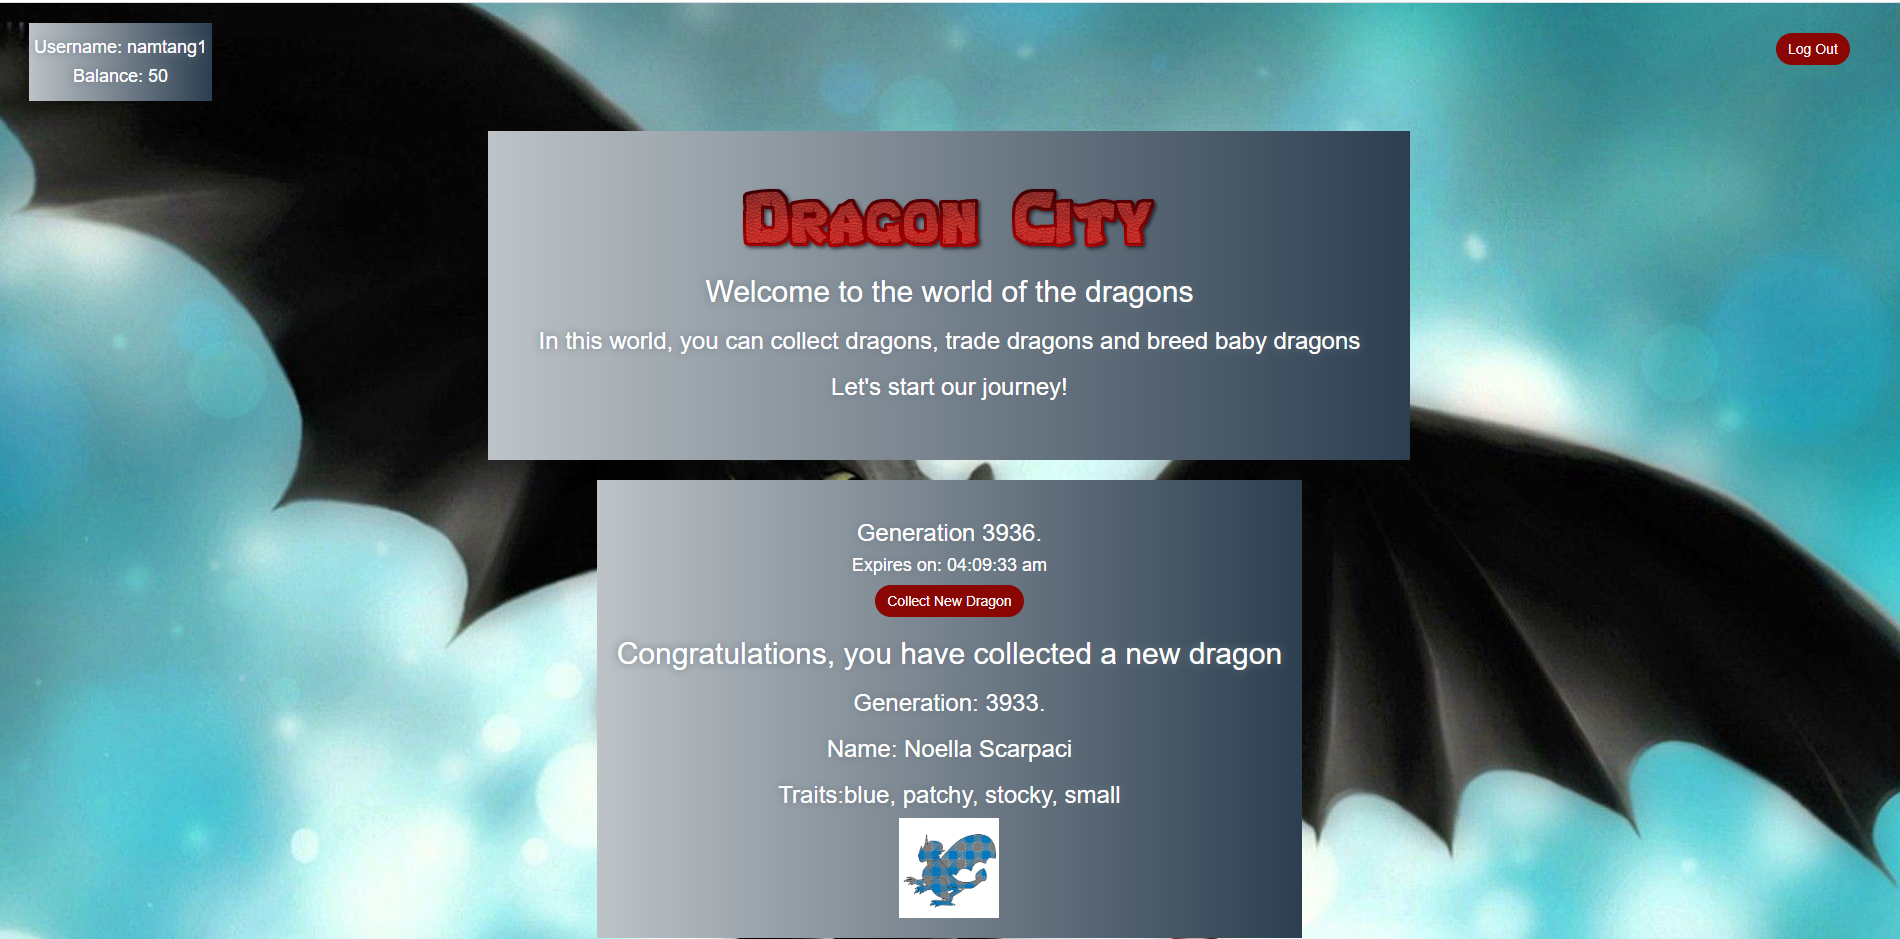 Username: namtang1
Balance: 50
Log Out
Dragon City
Welcome to the world of the dragons
In this world, you can collect dragons, trade dragons and breed baby dragons
Let's start our journey!
Generation 3936.
Expires on: 04:09:33 am
Collect New Dragon
Congratulations, you have collected a new dragon
Generation: 3933.
Name: Noella Scarpaci
Traits:blue, patchy, stocky, small